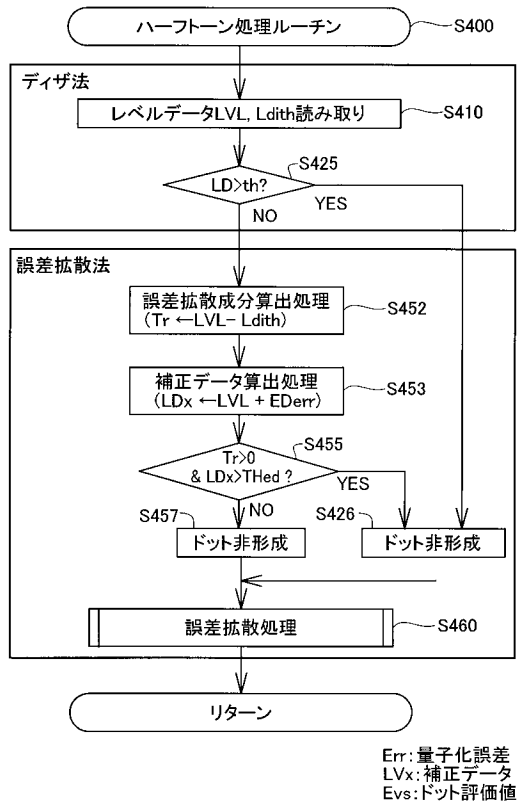 ハーフトーン処理ルーチン
S400
ディザ法
レベルデータLVL, Ldith読み取り
S410
S425
LD>th?
YES
NO
誤差拡散法
誤差拡散成分算出処理
(Tr ←LVL− Ldith)
S452
補正データ算出処理
(LDx ←LVL + EDerr)
S453
S455
Tr>0
& LDx>THed ?
YES
NO
S457
S426
ドット非形成
ドット非形成
誤差拡散処理
S460
リターン
Err:量子化誤差
LVx:補正データ
Evs:ドット評価値